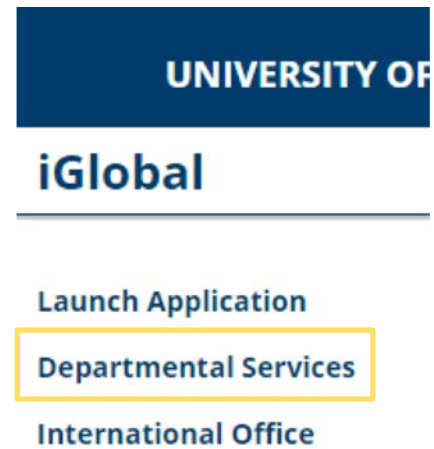 UNIVERSITY OF
iGlobal
Launch Application
Departmental Services
International Office